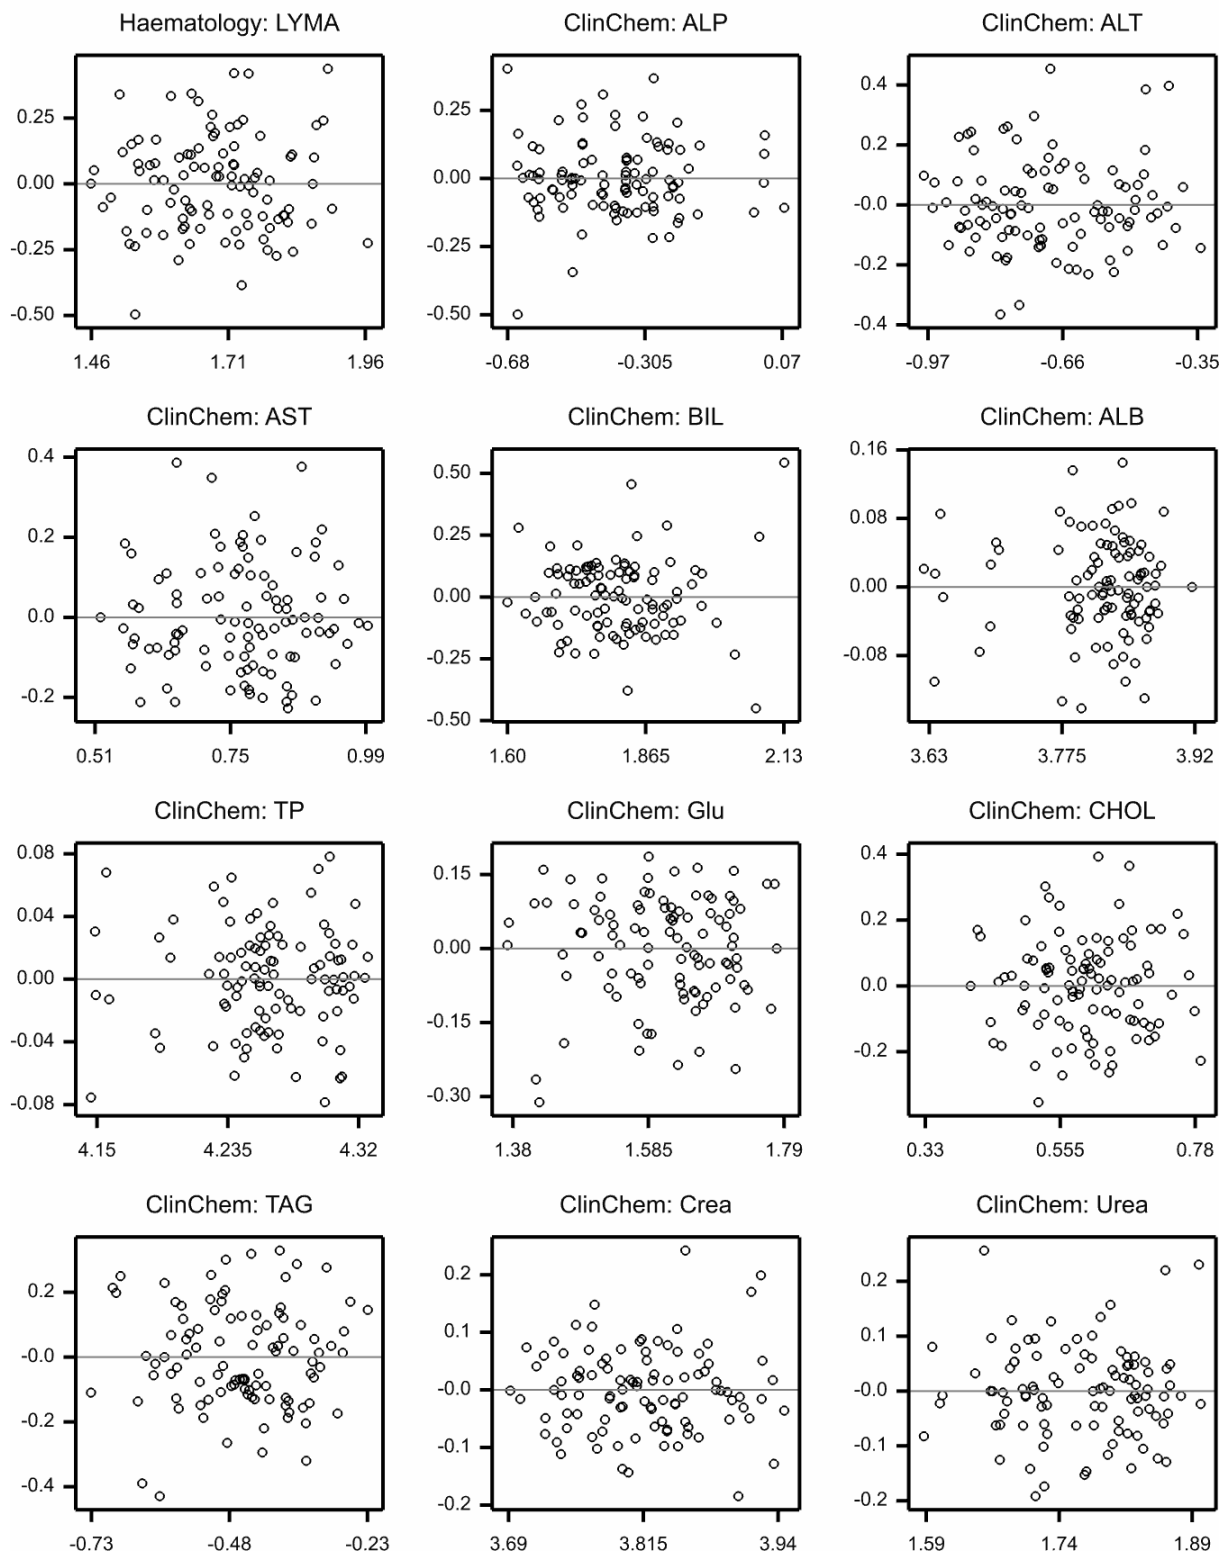 Haematology: LYMA ClinChem: ALP ClinChem: ALT
0.25 0.25 0.4
0.00 0.00 0.2
-0.25 -0.25 -0.0
-0.50 -0.50 -0.2
-0.4
1.46 1.71 1.96 -0.68 -0.305 0.07 -0.97 -0.66 -0.35
ClinChem: AST ClinChem: BIL ClinChem: ALB
0.4 0.50 0.16
0.2 0.25 0.08
0.0 0.00 0.00
-0.2 -0.25 -0.08
-0.50
0.51 0.75 0.99 1.60 1.865 2.13 3.63 3.775 3.92
ClinChem: TP ClinChem: Glu ClinChem: CHOL
0.08 0.15 0.4
0.04 0.00 0.2
0.00 -0.15 0.0
-0.04 -0.30 -0.2
-0.08
4.15 4.235 4.32 1.38 1.585 1.79 0.33 0.555 0.78
ClinChem: TAG ClinChem: Crea ClinChem: Urea
0.2 0.2 0.2
-0.0 0.1 0.1
-0.2 -0.0 -0.0
-0.4 -0.1 -0.1
-0.2 -0.2
-0.73 -0.48 -0.23 3.69 3.815 3.94 1.59 1.74 1.89